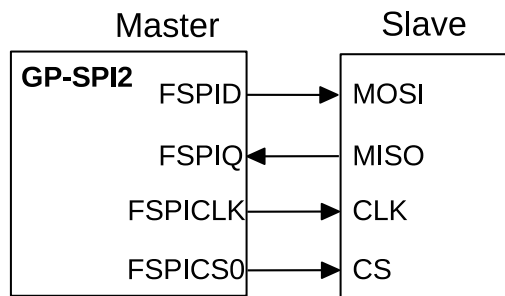 Master Slave
GP-SPI2
FSPID MOSI
FSPIQ MISO
FSPICLK CLK
FSPICS0 CS